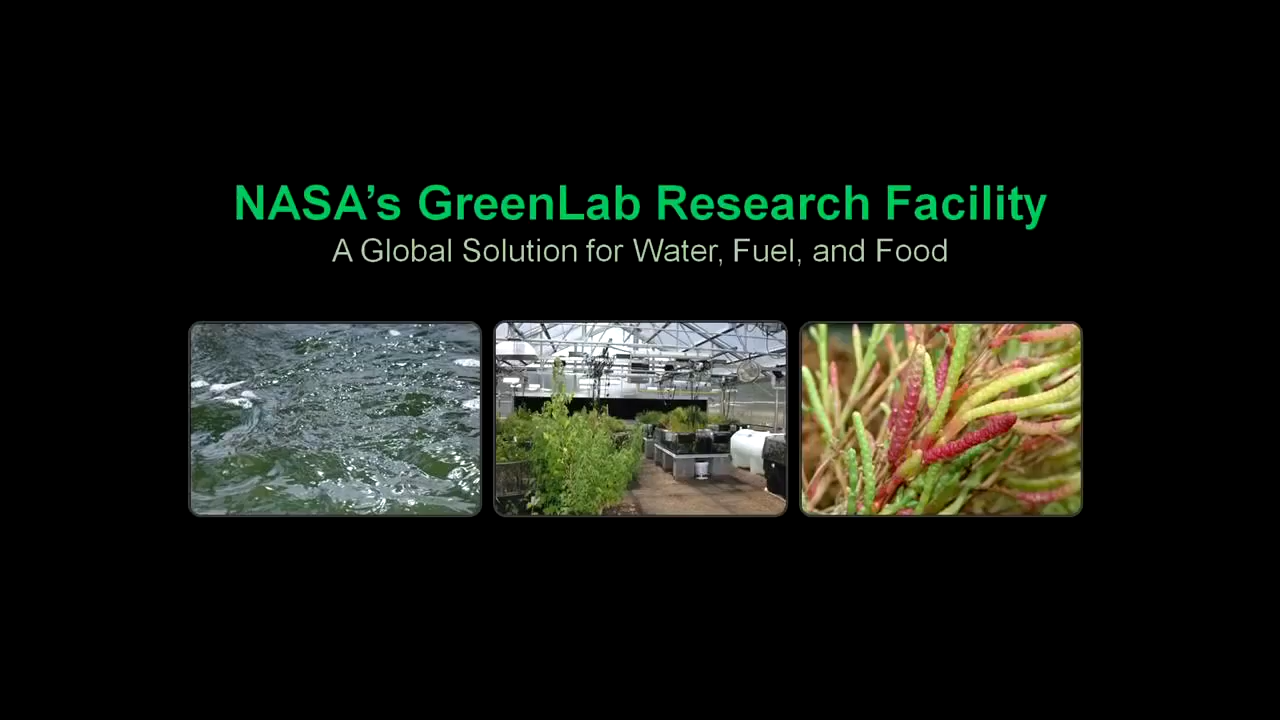 NASA’s GreenLab Research Facility
A Global Solution for Water, Fuel, and Food